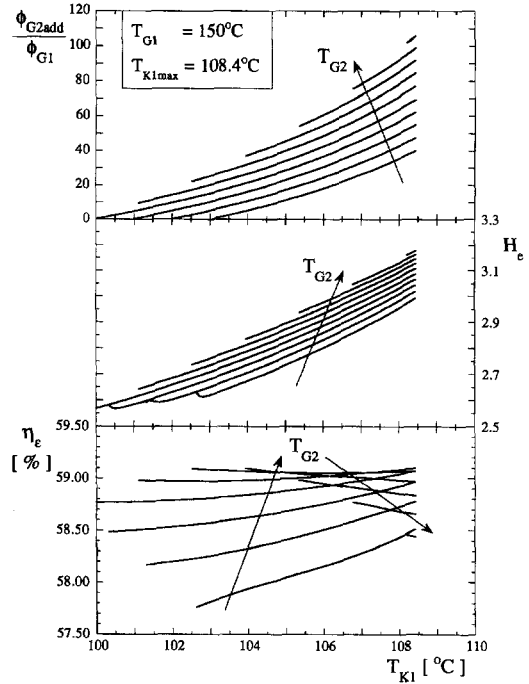 ϕG2add
ϕG1
120
100
80
60
40
20
0
TG1 = 150°C
TK1max = 108.4°C
TG2
3.3
He
3.1
2.9
2.7
2.5
TG2
ηε
[ % ]
59.50
59.00
58.50
58.00
57.50
TG2
100 102 104 106 108 110
TK1 [ °C ]